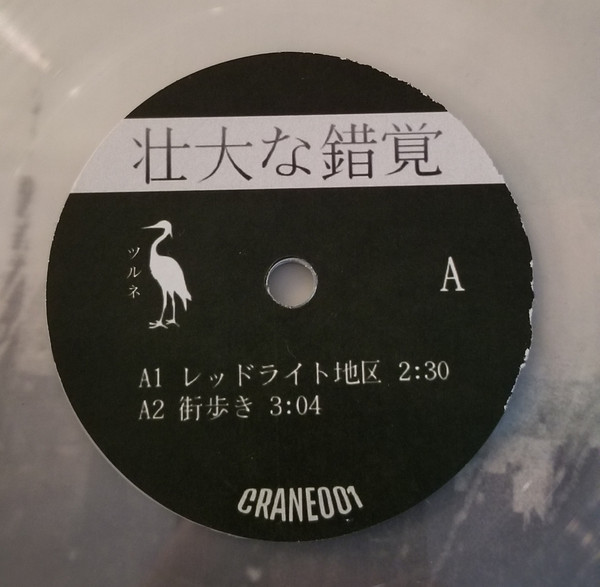 壮大な錯覚
ツルネ
A
A1 レッドライト地区 2:30
A2 街歩き 3:04
CRANE001